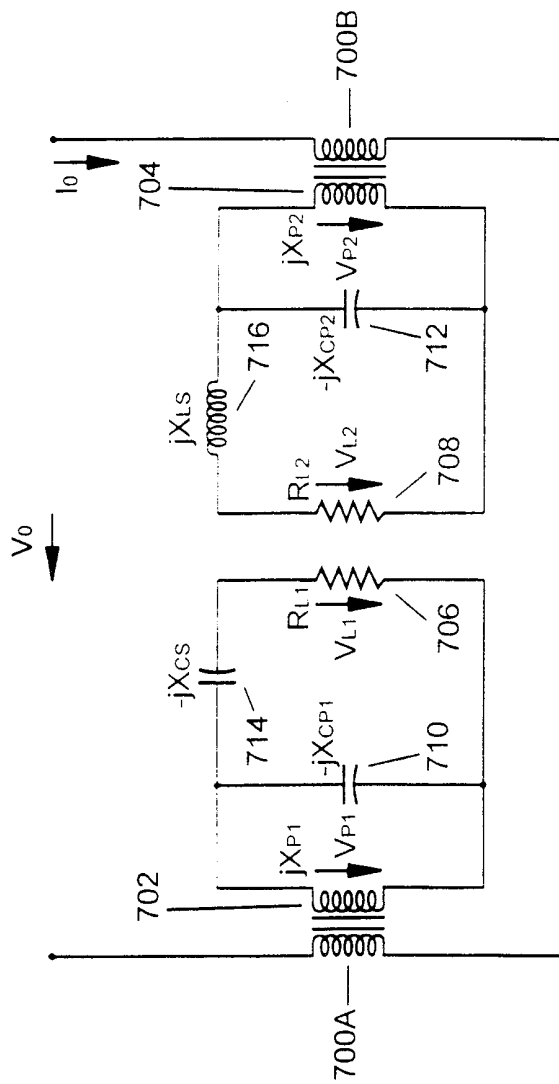 V0
I0
-jXCS
714
jXLS
716
702
jXP1
VP1
-jXCP1
710
RL1
VL1
706
RL2
VL2
708
-jXCP2
712
jXP2
VP2
704
700A
700B